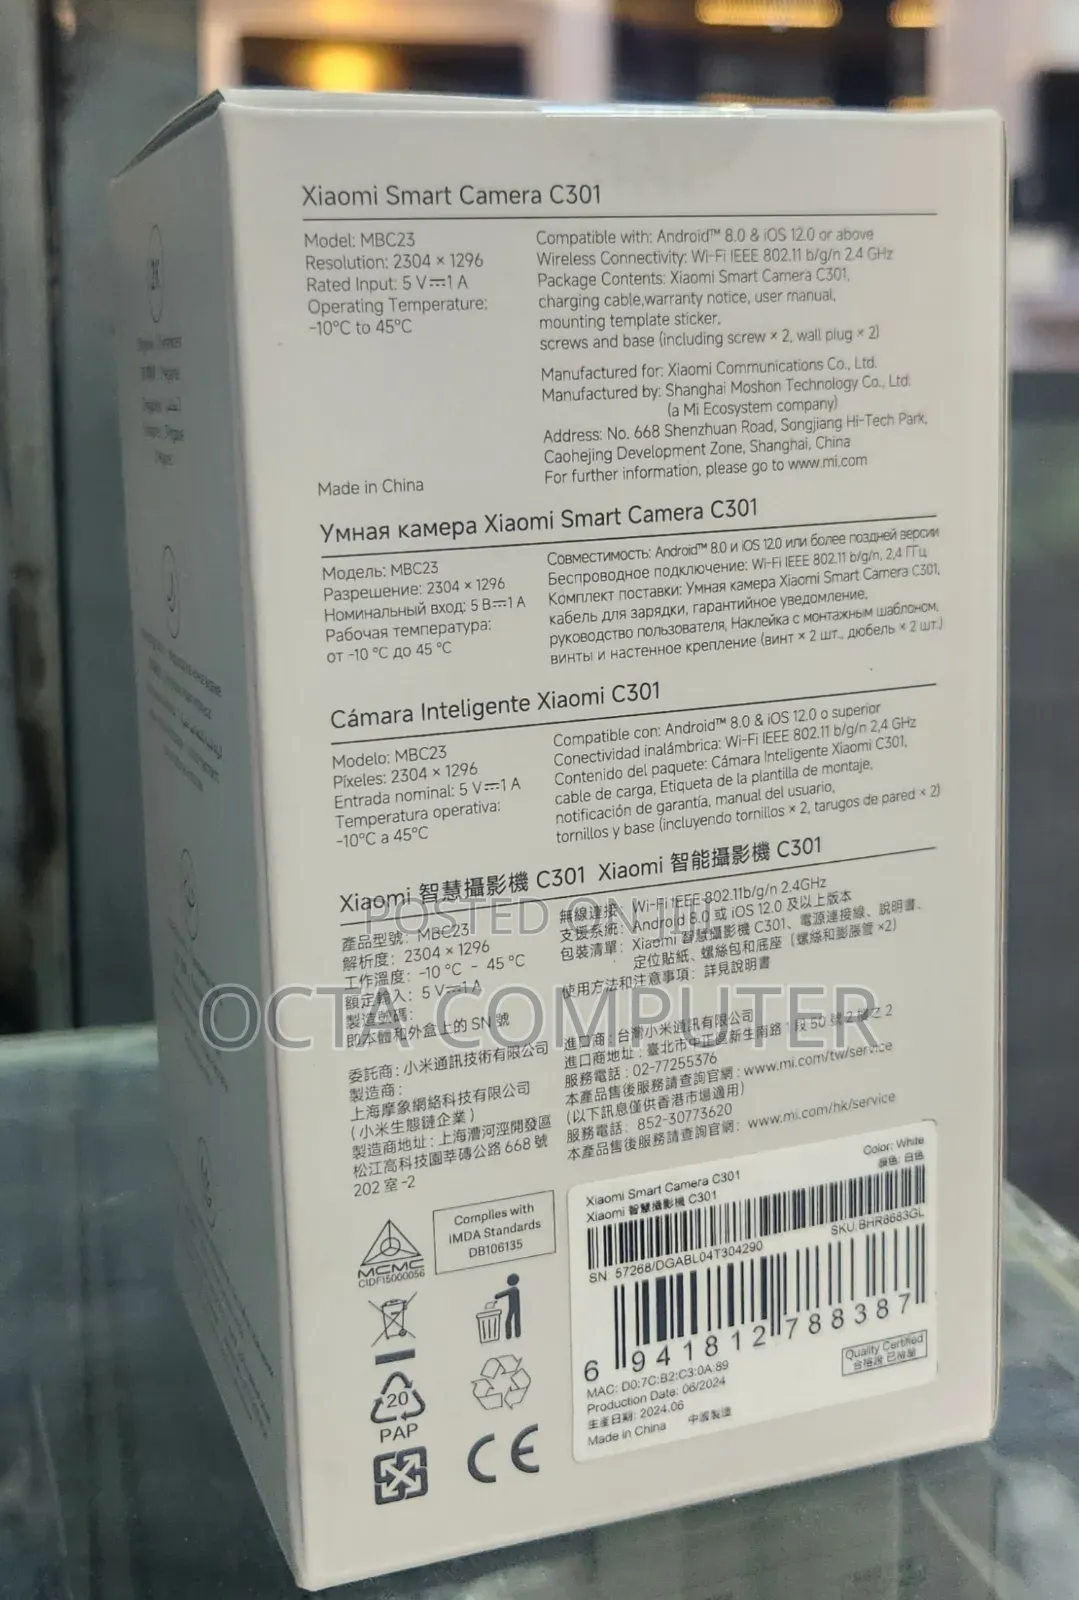 Xiaomi Smart Camera C301
Model: MBC23
Resolution: 2304 × 1296
Rated Input: 5 V⎓1 A
Operating Temperature:
-10°C to 45°C
Made in China
Compatible with: Android™ 8.0 & iOS 12.0 or above
Wireless Connectivity: Wi-Fi IEEE 802.11 b/g/n 2.4 GHz
Package Contents: Xiaomi Smart Camera C301,
charging cable,warranty notice, user manual,
mounting template sticker,
screws and base (including screw × 2, wall plug × 2)
Manufactured for: Xiaomi Communications Co., Ltd.
Manufactured by: Shanghai Moshon Technology Co., Ltd.
(a Mi Ecosystem company)
Address: No. 668 Shenzhuan Road, Songjiang Hi-Tech Park,
Caohejing Development Zone, Shanghai, China
For further information, please go to www.mi.com
Умная камера Xiaomi Smart Camera C301
Модель: MBC23
Разрешение: 2304 × 1296
Номинальный вход: 5 В⎓1 А
Рабочая температура:
от -10 °C до 45 °C
Совместимость: Android™ 8.0 и iOS 12.0 или более поздней версии
Беспроводное подключение: Wi-Fi IEEE 802.11 b/g/n, 2,4 ГГц
Комплект поставки: Умная камера Xiaomi Smart Camera C301,
кабель для зарядки, гарантийное уведомление,
руководство пользователя, Наклейка с монтажным шаблоном,
винты и настенное крепление (винт × 2 шт., дюбель × 2 шт.)
Cámara Inteligente Xiaomi C301
Modelo: MBC23
Píxeles: 2304 × 1296
Entrada nominal: 5 V⎓1 A
Temperatura operativa:
-10°C a 45°C
Compatible con: Android™ 8.0 & iOS 12.0 o superior
Conectividad inalámbrica: Wi-Fi IEEE 802.11 b/g/n 2,4 GHz
Contenido del paquete: Cámara Inteligente Xiaomi C301,
cable de carga, Etiqueta de la plantilla de montaje,
notificación de garantía, manual del usuario,
tornillos y base (incluyendo tornillos × 2, tarugos de pared × 2)
Xiaomi 智慧攝影機 C301 Xiaomi 智能攝影機 C301
產品型號: MBC23
解析度: 2304 × 1296
工作溫度: -10 °C - 45 °C
額定輸入: 5 V⎓1 A
製造號碼:
即本體和外盒上的 SN 號
委託商: 小米通訊技術有限公司
製造商:
上海摩象網絡科技有限公司
(小米生態鏈企業)
製造商地址: 上海漕河涇開發區
松江高科技園莘磚公路 668 號
202 室 -2
無線連接: Wi-Fi IEEE 802.11b/g/n 2.4GHz
支援系統: Android 8.0 或 iOS 12.0 及以上版本
包裝清單: Xiaomi 智慧攝影機 C301、電源連接線、說明書、
定位貼紙、螺絲包和底座 (螺絲和膨脹管 ×2)
使用方法和注意事項: 詳見說明書
進口商: 台灣小米通訊有限公司
進口商地址: 臺北市中正區新生南路 段 50 號 2 樓之 2
服務電話: 02-77255376
本產品售後服務請查詢官網: www.mi.com/tw/service
(以下訊息僅供香港市場適用)
服務電話: 852-30773620
本產品售後服務請查詢官網: www.mi.com/hk/service
POSTED ON JIJI
OCTA COMPUTER
MCMC
CIDF15000056
Complies with
IMDA Standards
DB106135
20
PAP
CE
Xiaomi Smart Camera C301
Color: White
Xiaomi 智慧攝影機 C301
顏色: 白色
SN: 57268/DGABL04T304290
SKU: BHR8683GL
6 941812 788387
MAC: D0:7C:B2:C3:0A:89
Production Date: 06/2024
生產日期: 2024.06
Made in China 中國製造
Quality Certified
合格證 已檢驗